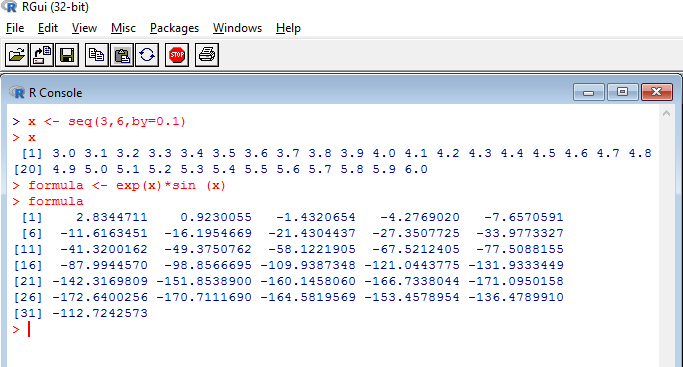 RGui (32-bit)
File Edit View Misc Packages Windows Help
STOP
R Console
> x <- seq(3,6,by=0.1)
> x
 [1] 3.0 3.1 3.2 3.3 3.4 3.5 3.6 3.7 3.8 3.9 4.0 4.1 4.2 4.3 4.4 4.5 4.6 4.7 4.8
[20] 4.9 5.0 5.1 5.2 5.3 5.4 5.5 5.6 5.7 5.8 5.9 6.0
> formula <- exp(x)*sin (x)
> formula
 [1]    2.8344711    0.9230055   -1.4320654   -4.2769020   -7.6570591
 [6]  -11.6163451  -16.1954669  -21.4304437  -27.3507725  -33.9773327
[11]  -41.3200162  -49.3750762  -58.1221905  -67.5212405  -77.5088155
[16]  -87.9944570  -98.8566695 -109.9387348 -121.0443775 -131.9333449
[21] -142.3169809 -151.8538900 -160.1458060 -166.7338044 -171.0950158
[26] -172.6400256 -170.7111690 -164.5819569 -153.4578954 -136.4789910
[31] -112.7242573
>